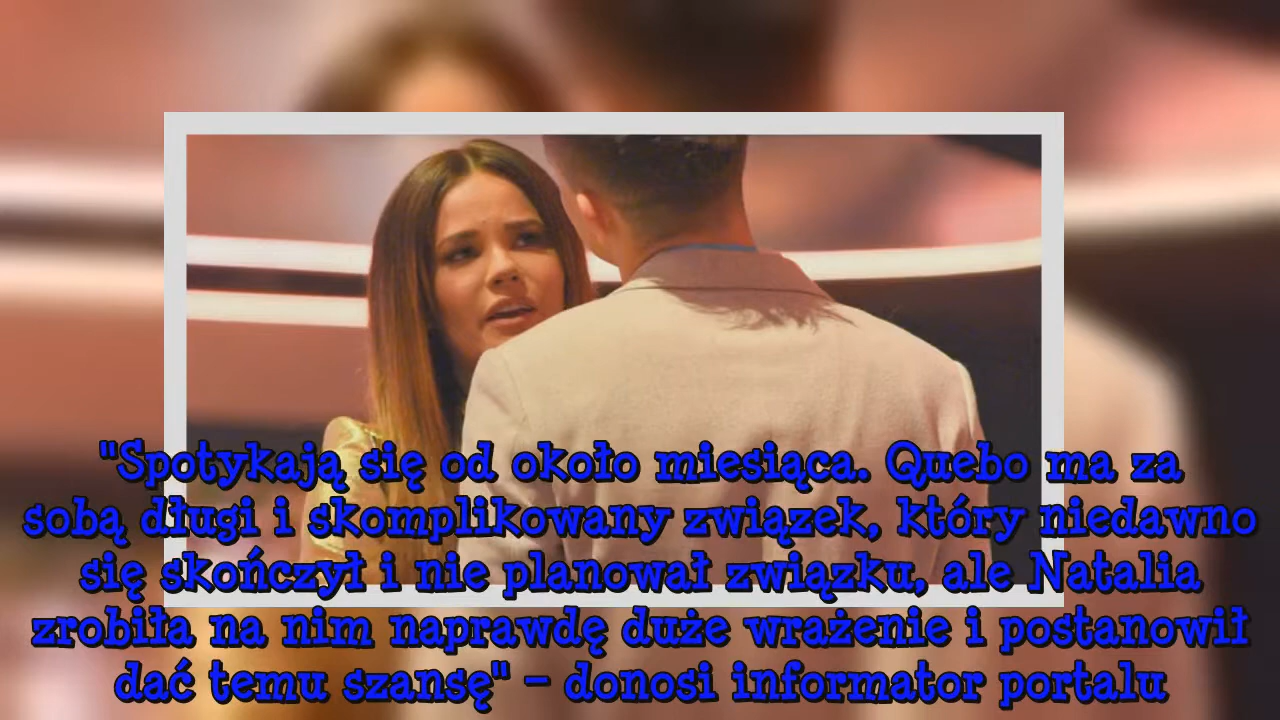 "Spotykają się od około miesiąca. Quebo ma za
sobą długi i skomplikowany związek, który niedawno
się skończył i nie planował związku, ale Natalia
zrobiła na nim naprawdę duże wrażenie i postanowił
dać temu szansę" - donosi informator portalu